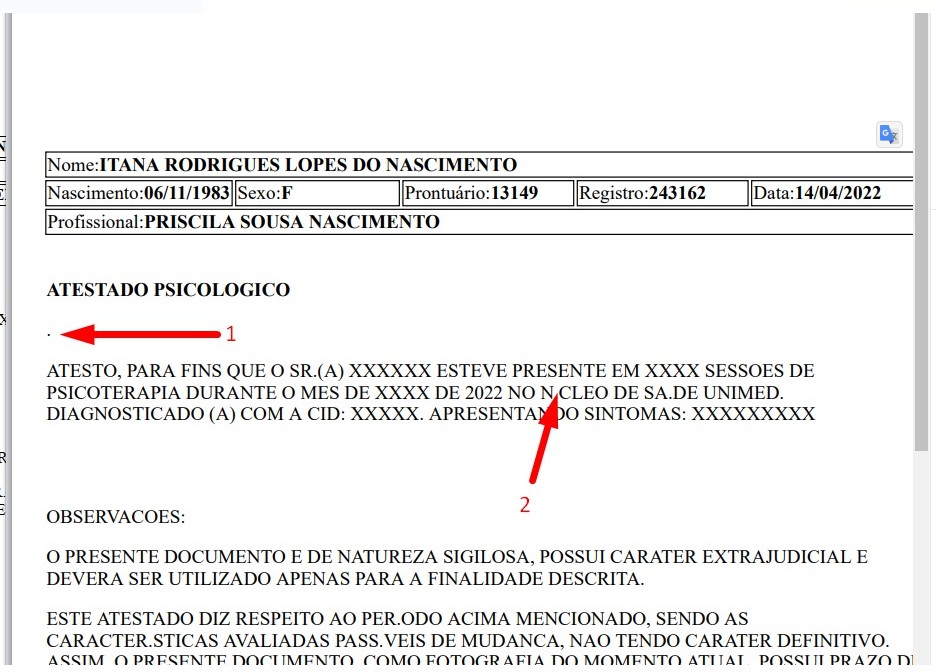 Nome:ITANA RODRIGUES LOPES DO NASCIMENTO
Nascimento:06/11/1983 Sexo:F Prontuário:13149 Registro:243162 Data:14/04/2022
Profissional:PRISCILA SOUSA NASCIMENTO
ATESTADO PSICOLOGICO
. 1
ATESTO, PARA FINS QUE O SR.(A) XXXXXX ESTEVE PRESENTE EM XXXX SESSOES DE
PSICOTERAPIA DURANTE O MES DE XXXX DE 2022 NO N.CLEO DE SA.DE UNIMED.
DIAGNOSTICADO (A) COM A CID: XXXXX. APRESENTANDO SINTOMAS: XXXXXXXXX
2
OBSERVACOES:
O PRESENTE DOCUMENTO E DE NATUREZA SIGILOSA, POSSUI CARATER EXTRAJUDICIAL E
DEVERA SER UTILIZADO APENAS PARA A FINALIDADE DESCRITA.
ESTE ATESTADO DIZ RESPEITO AO PER.ODO ACIMA MENCIONADO, SENDO AS
CARACTER.STICAS AVALIADAS PASS.VEIS DE MUDANCA, NAO TENDO CARATER DEFINITIVO.
ASSIM, O PRESENTE DOCUMENTO, COMO FOTOGRAFIA DO MOMENTO ATUAL, POSSUI PRAZO